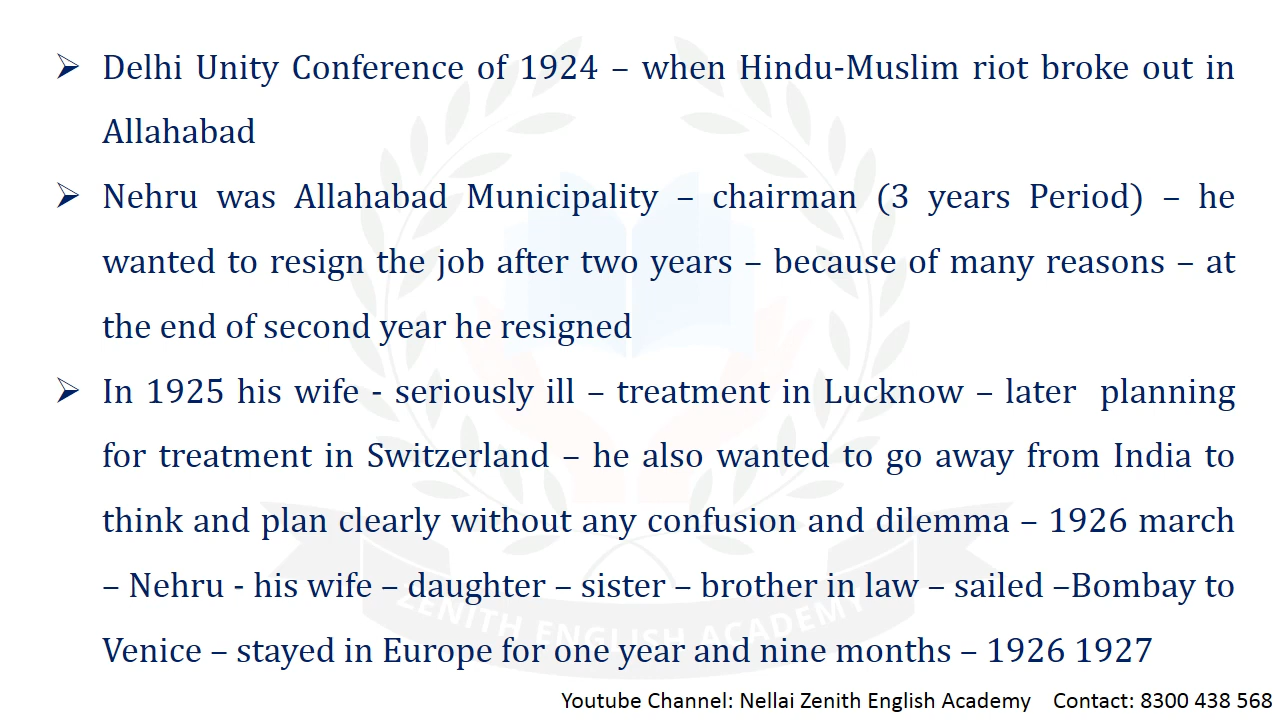 ➢ Delhi Unity Conference of 1924 – when Hindu-Muslim riot broke out in
Allahabad
➢ Nehru was Allahabad Municipality – chairman (3 years Period) – he
wanted to resign the job after two years – because of many reasons – at
the end of second year he resigned
➢ In 1925 his wife - seriously ill – treatment in Lucknow – later planning
for treatment in Switzerland – he also wanted to go away from India to
think and plan clearly without any confusion and dilemma – 1926 march
– Nehru - his wife – daughter – sister – brother in law – sailed –Bombay to
Venice – stayed in Europe for one year and nine months – 1926 1927
ZENITH ENGLISH ACADEMY
Youtube Channel: Nellai Zenith English Academy Contact: 8300 438 568